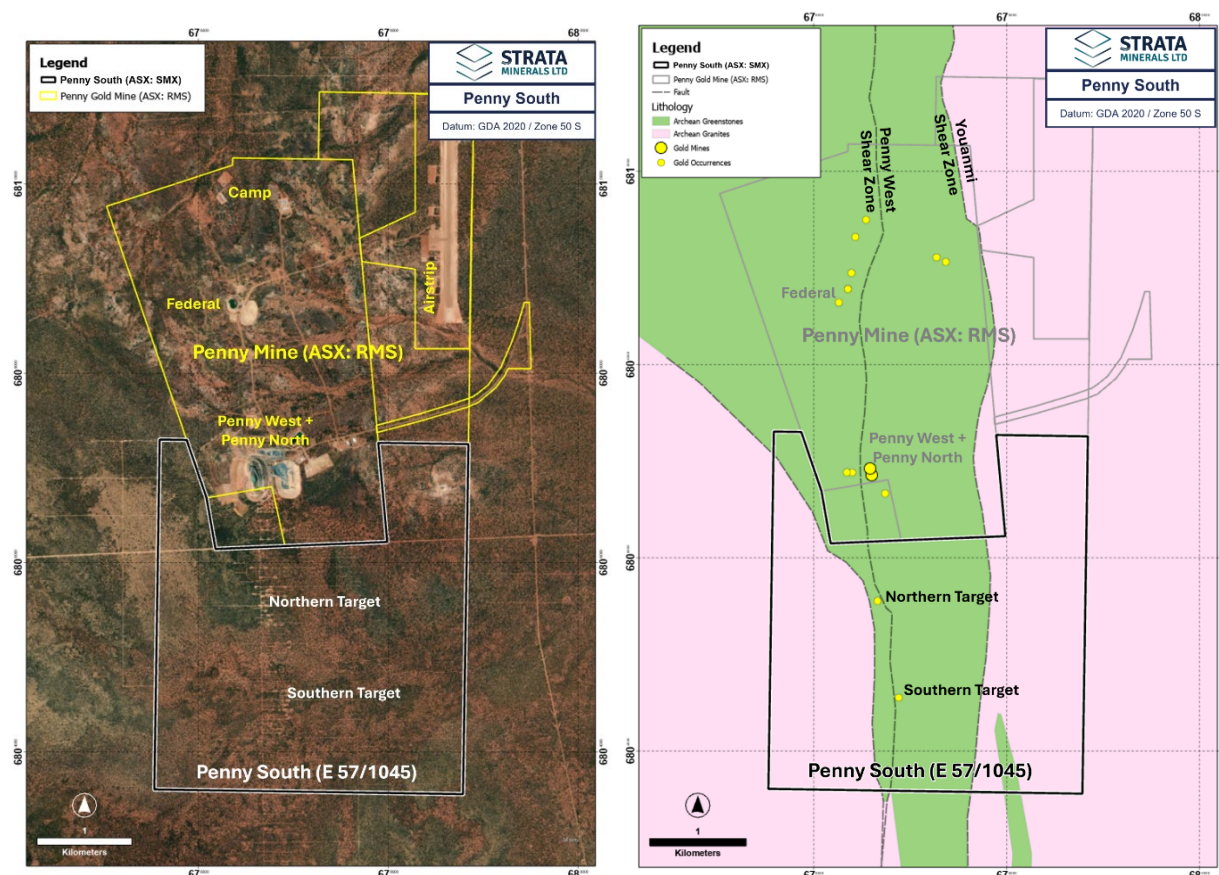 Legend
Penny South (ASX: SMX)
Penny Gold Mine (ASX: RMS)
STRATA
MINERALS LTD
Penny South
Datum: GDA 2020 / Zone 50 S
Camp
Airstrip
Federal
Penny Mine (ASX: RMS)
Penny West +
Penny North
Northern Target
Southern Target
Penny South (E 57/1045)
1
Kilometers
Legend
Penny South (ASX: SMX)
Penny Gold Mine (ASX: RMS)
Fault
Lithology
Archean Greenstones
Archean Granites
Gold Mines
Gold Occurrences
STRATA
MINERALS LTD
Penny South
Datum: GDA 2020 / Zone 50 S
Penny West
Shear Zone
Youanmi
Shear Zone
Federal
Penny Mine (ASX: RMS)
Penny West +
Penny North
Northern Target
Southern Target
Penny South (E 57/1045)
1
Kilometers